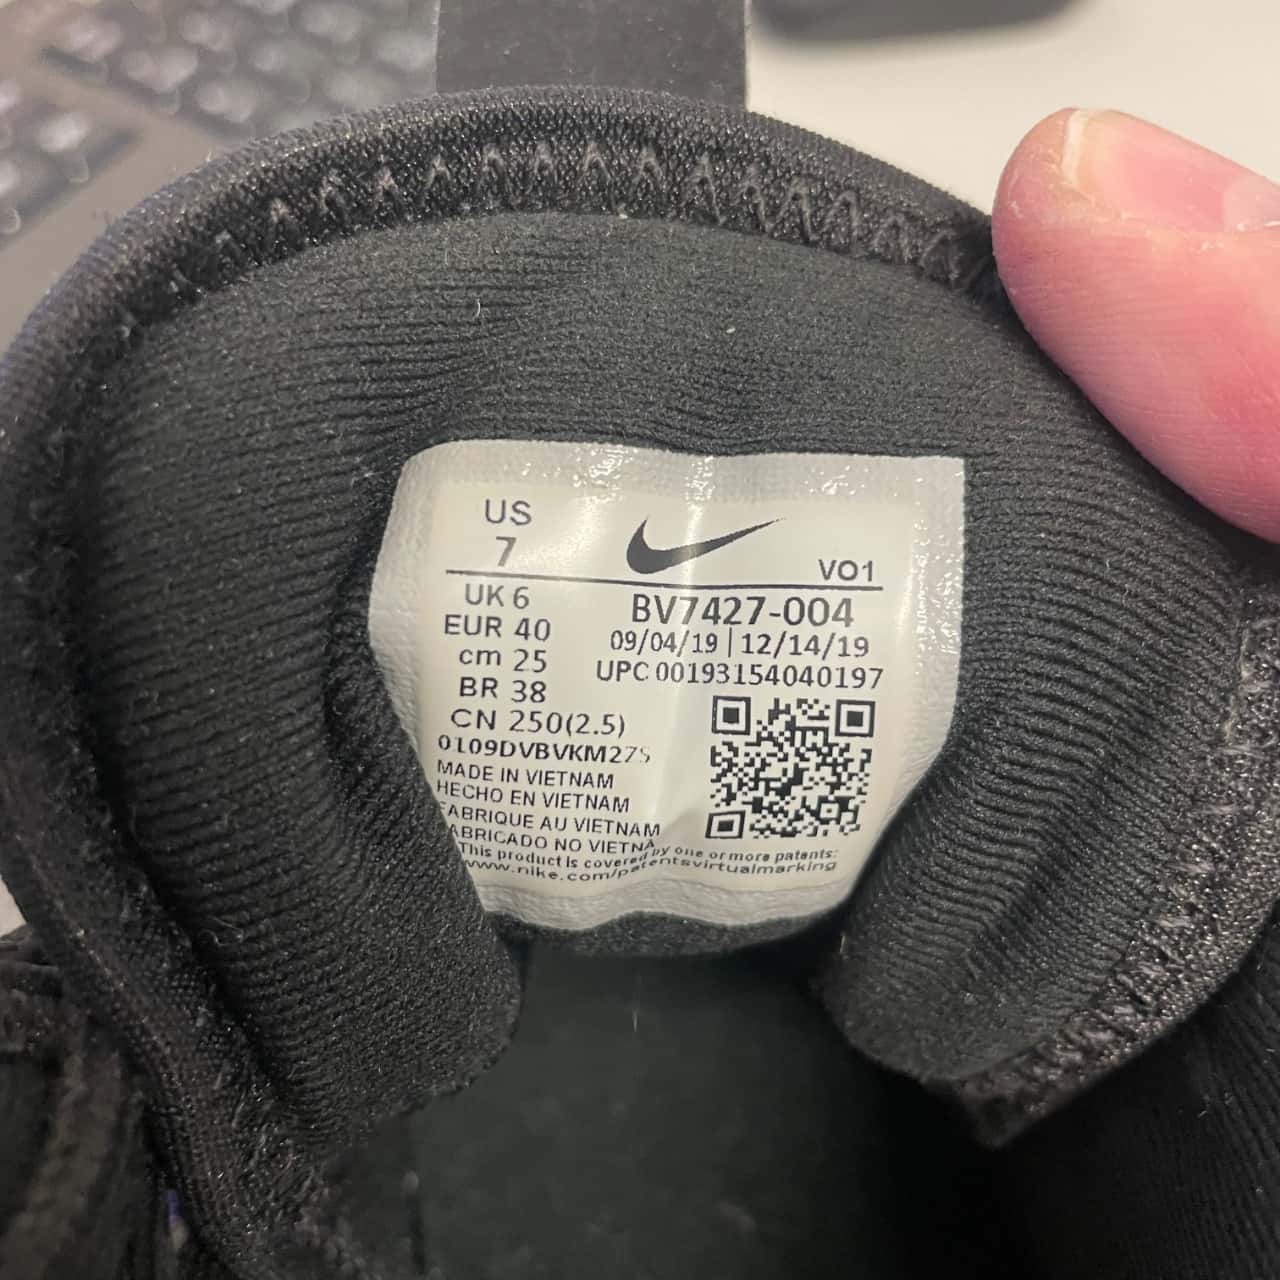 US
7
VO1
UK 6
EUR 40
cm 25
BR 38
CN 250(2.5)
BV7427-004
09/04/19 | 12/14/19
UPC 00193154040197
0109DVBVKM27S
MADE IN VIETNAM
HECHO EN VIETNAM
FABRIQUE AU VIETNAM
FABRICADO NO VIETNÃ
This product is covered by one or more patents:
www.nike.com/patentsvirtualmarking